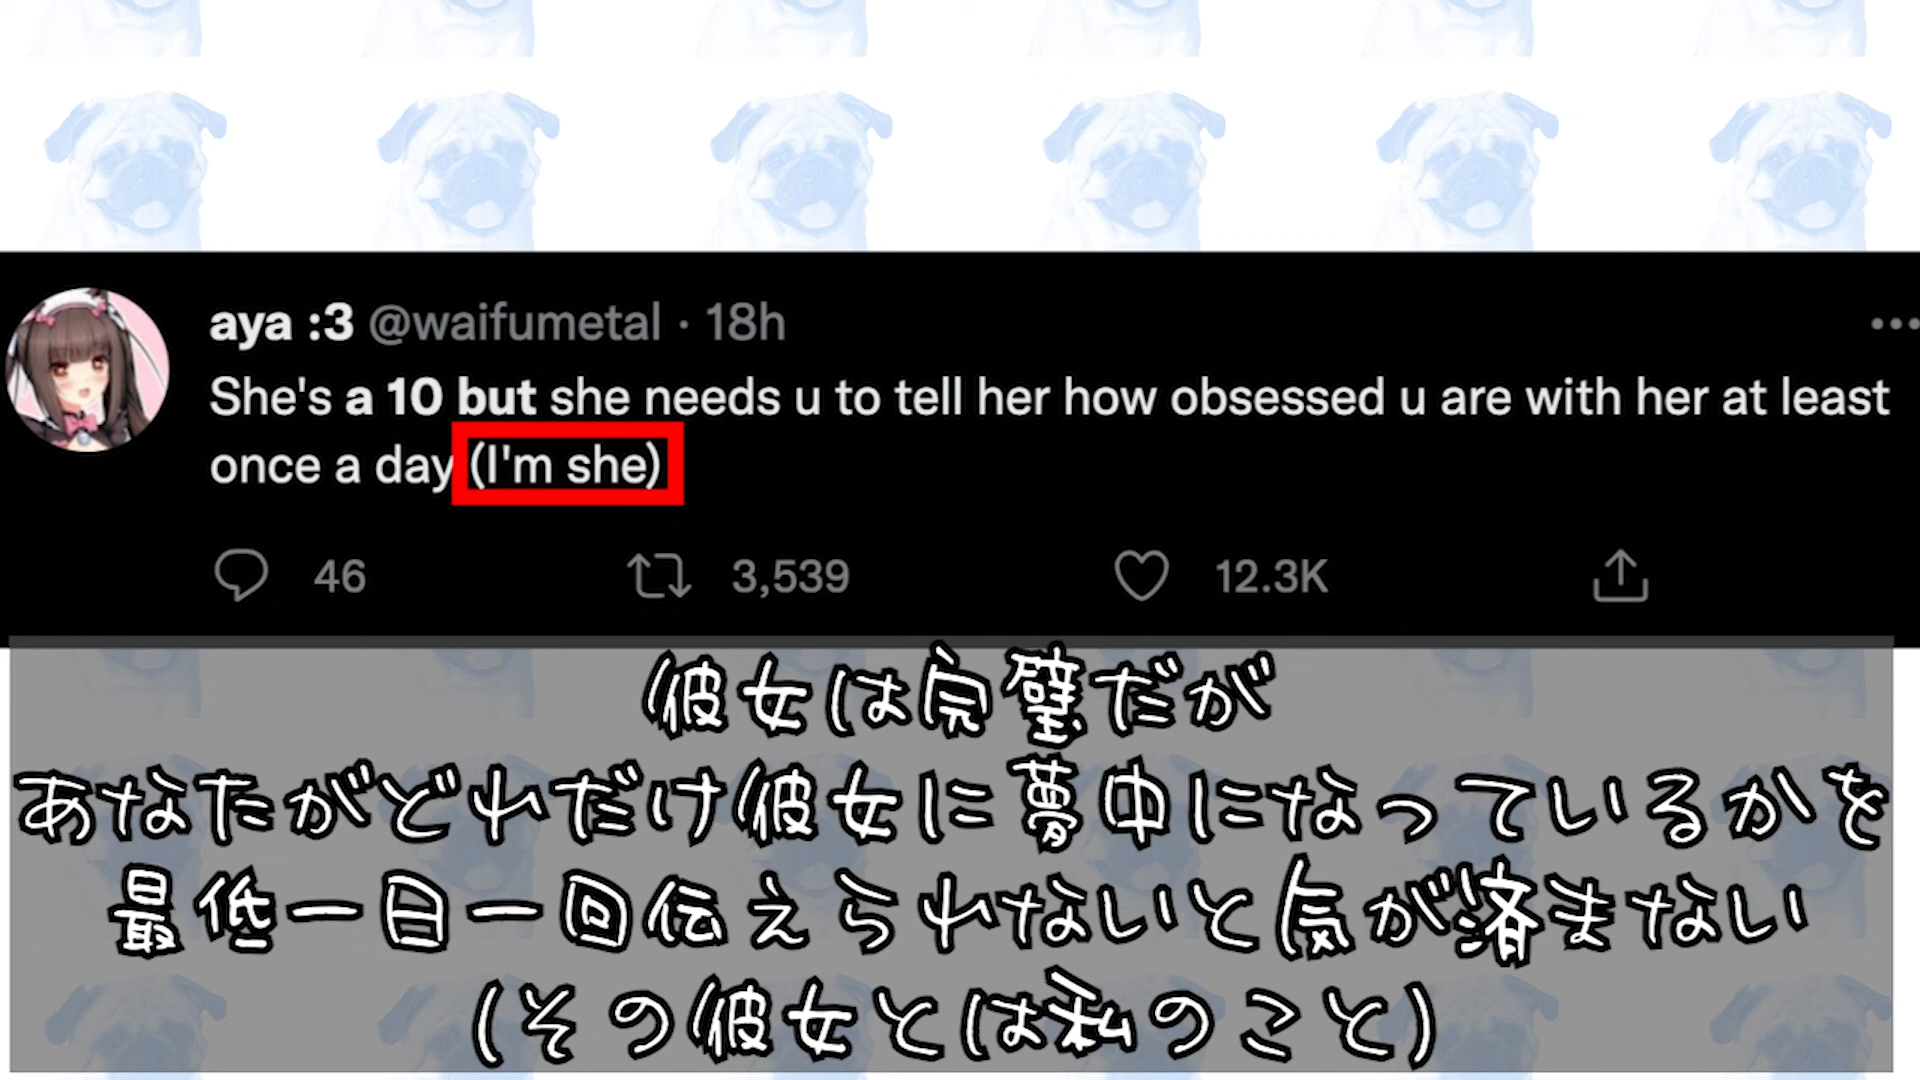 aya :3 @waifumetal · 18h
She's a 10 but she needs u to tell her how obsessed u are with her at least
once a day (I'm she)
46 3,539 12.3K
彼女は完璧だが
あなたがどれだけ彼女に夢中になっているかを
最低一日一回伝えられないと気が済まない
(その彼女とは私のこと)